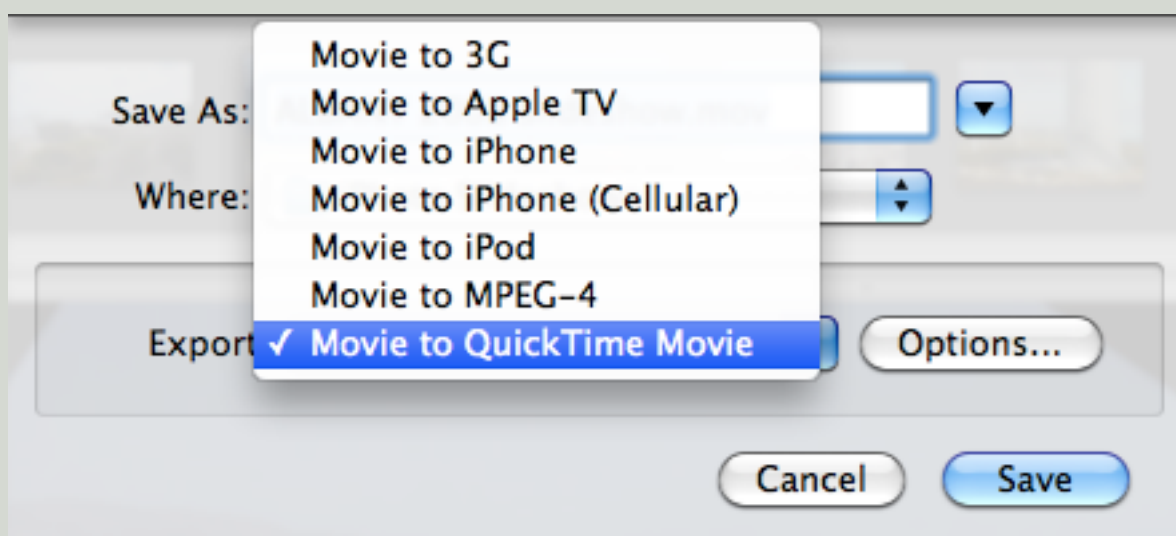 Movie to 3G
Save As:
Movie to Apple TV
Movie to iPhone
Where:
Movie to iPhone (Cellular)
Movie to iPod
Movie to MPEG-4
Export
✓ Movie to QuickTime Movie
Options...
Cancel
Save